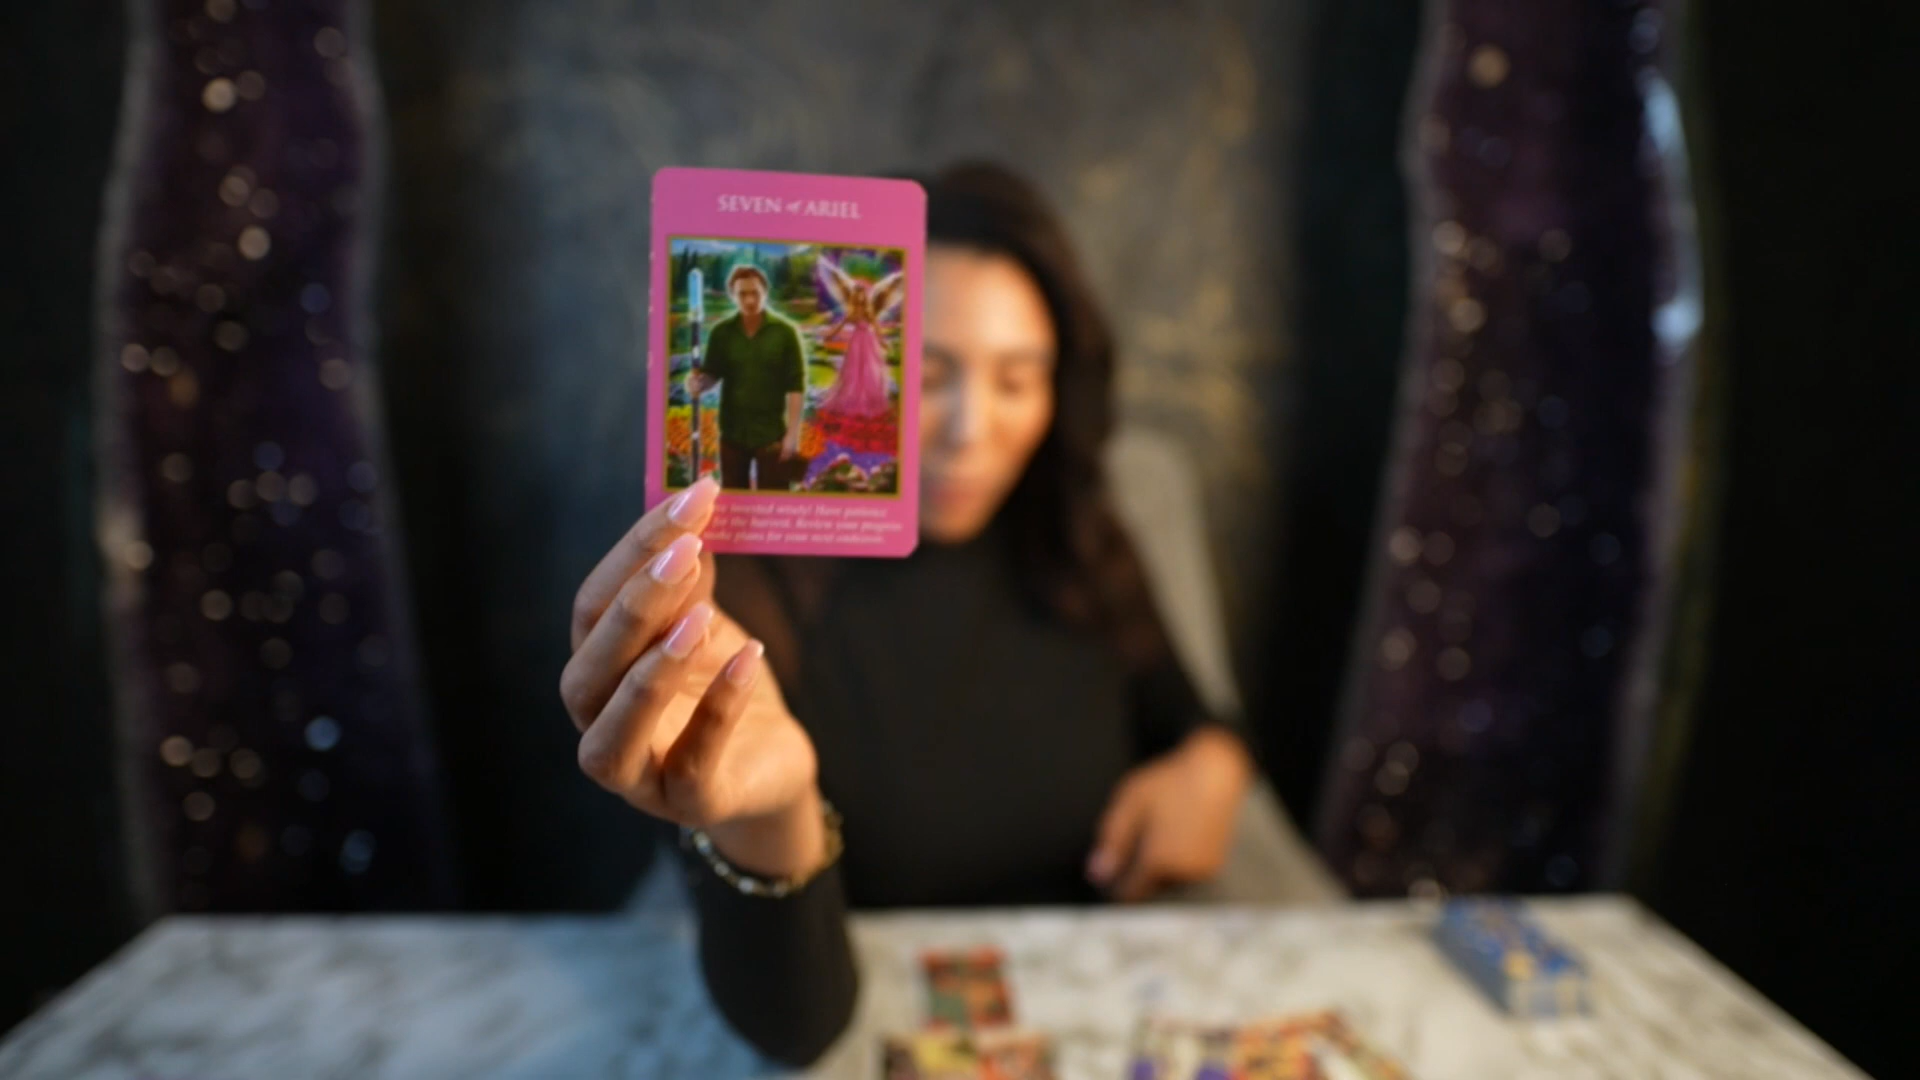 SEVEN of ARIEL
invested wisely! Have patience
for the harvest. Review your progress
make plans for your next endeavor.